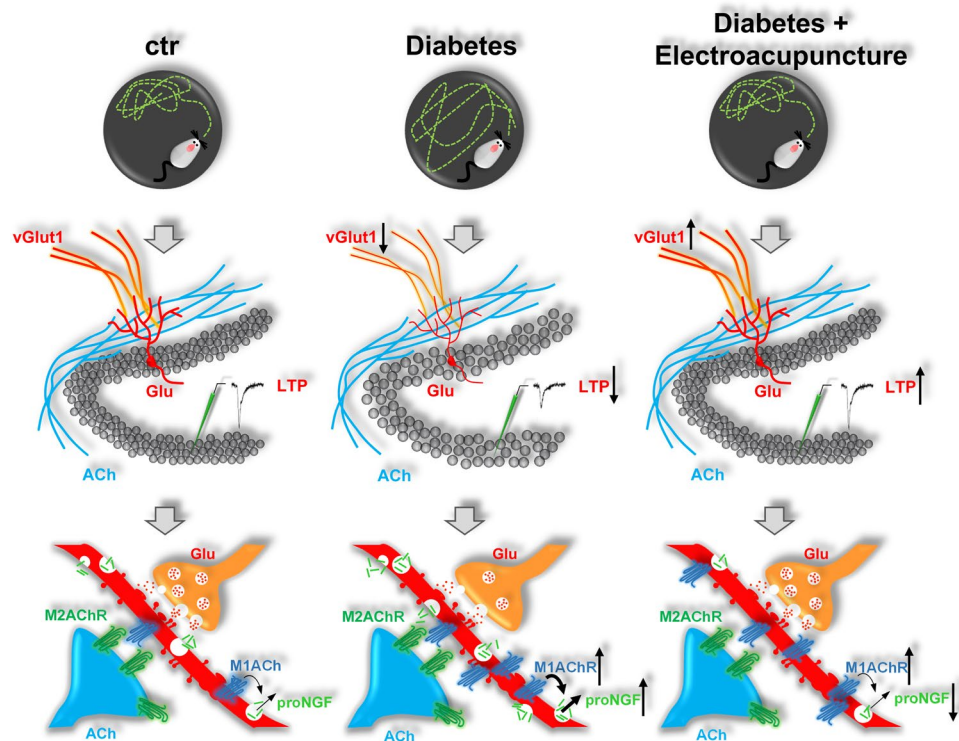 ctr
Diabetes
Diabetes +
Electroacupuncture
vGlut1
vGlut1
vGlut1
Glu
LTP
Glu
LTP
Glu
LTP
ACh
ACh
ACh
Glu
Glu
Glu
M2AChR
M2AChR
M2AChR
M1ACh
M1AChR
M1AChR
proNGF
proNGF
proNGF
ACh
ACh
ACh